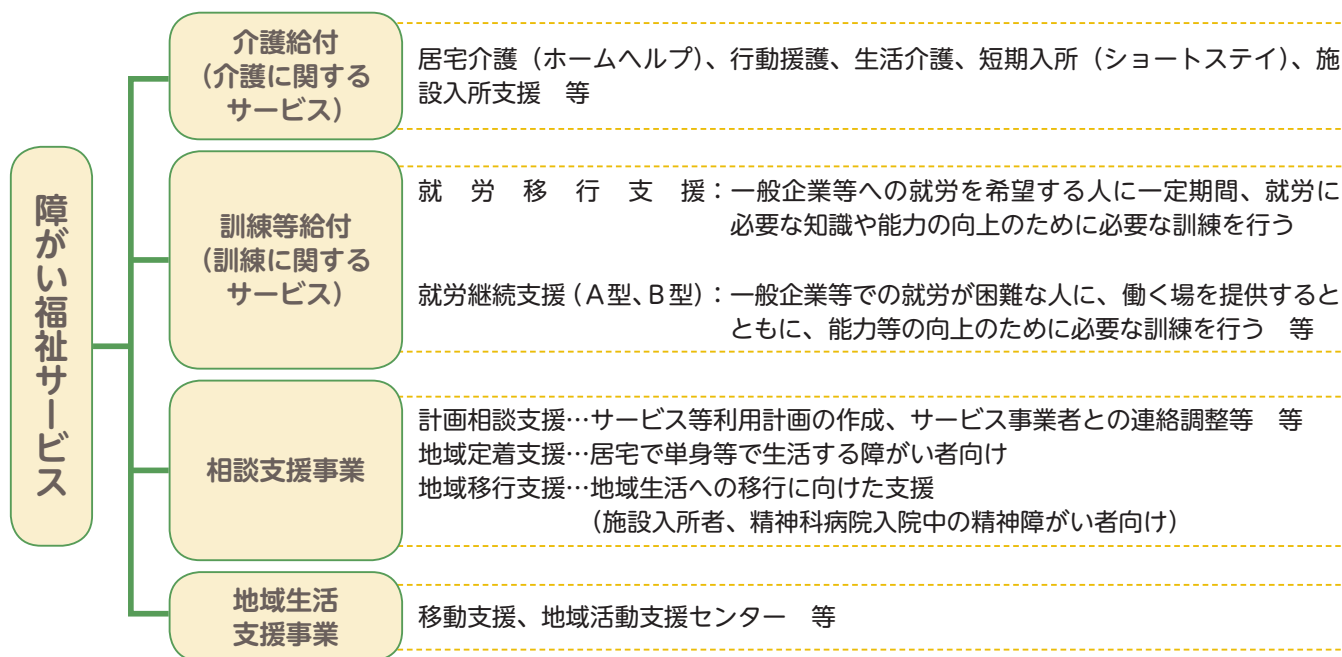 障がい福祉サービス
介護給付
（介護に関する
サービス）
居宅介護（ホームヘルプ）、行動援護、生活介護、短期入所（ショートステイ）、施
設入所支援　等
訓練等給付
（訓練に関する
サービス）
就労移行支援：一般企業等への就労を希望する人に一定期間、就労に
必要な知識や能力の向上のために必要な訓練を行う
就労継続支援（Ａ型、Ｂ型）：一般企業等での就労が困難な人に、働く場を提供すると
ともに、能力等の向上のために必要な訓練を行う　等
相談支援事業
計画相談支援…サービス等利用計画の作成、サービス事業者との連絡調整等　等
地域定着支援…居宅で単身等で生活する障がい者向け
地域移行支援…地域生活への移行に向けた支援
（施設入所者、精神科病院入院中の精神障がい者向け）
地域生活
支援事業
移動支援、地域活動支援センター　等